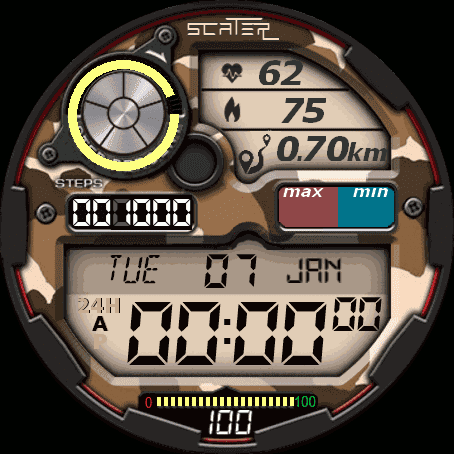 SCATER
62
75
0.70km
STEPS
001000
max min
TUE 07 JAN
24H
A
00:00 00
0 100
100